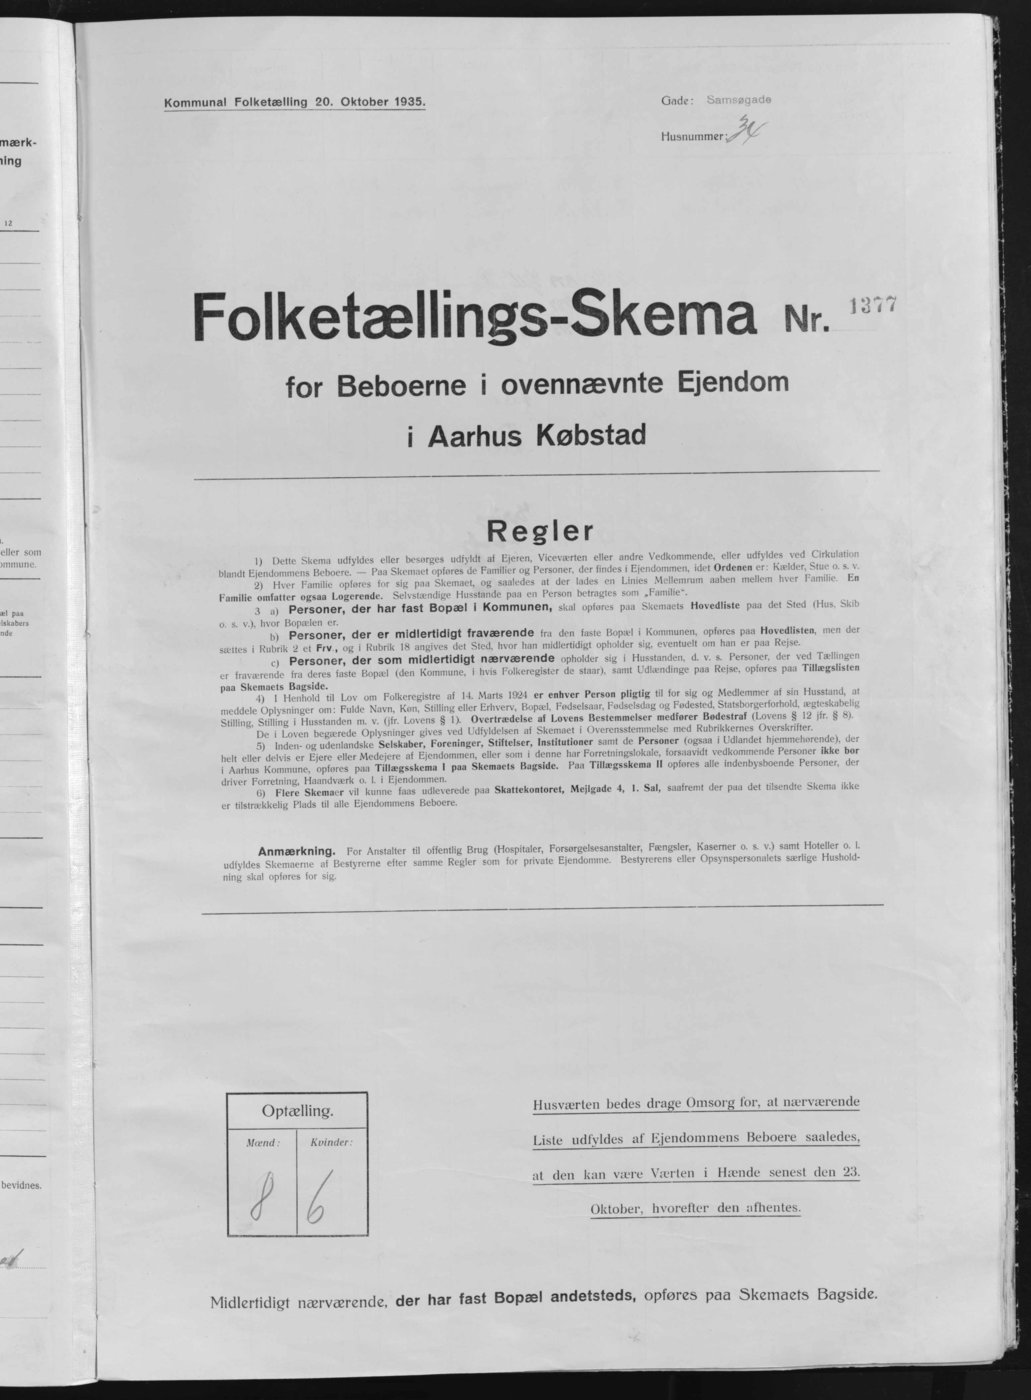 mærk-
ning
12
eller som
ommune.
æl paa
elskabers
nde
bevidnes.
Kommunal Folketælling 20. Oktober 1935.
Gade: Samsøgade
Husnummer: 34
Folketællings-Skema Nr. 1377
for Beboerne i ovennævnte Ejendom
i Aarhus Købstad
Regler
1) Dette Skema udfyldes eller besørges udfyldt af Ejeren, Viceværten eller andre Vedkommende, eller udfyldes ved Cirkulation
blandt Ejendommens Beboere. — Paa Skemaet opføres de Familier og Personer, der findes i Ejendommen, idet Ordenen er: Kælder, Stue o. s. v.
2) Hver Familie opføres for sig paa Skemaet, og saaledes at der lades en Linies Mellemrum aaben mellem hver Familie. En
Familie omfatter ogsaa Logerende. Selvstændige Husstande paa en Person betragtes som „Familie“.
3 a) Personer, der har fast Bopæl i Kommunen, skal opføres paa Skemaets Hovedliste paa det Sted (Hus, Skib
o. s. v.), hvor Bopælen er.
b) Personer, der er midlertidigt fraværende fra den faste Bopæl i Kommunen, opføres paa Hovedlisten, men der
sættes i Rubrik 2 et Frv., og i Rubrik 18 angives det Sted, hvor han midlertidigt opholder sig, eventuelt om han er paa Rejse.
c) Personer, der som midlertidigt nærværende opholder sig i Husstanden, d. v. s. Personer, der ved Tællingen
er fraværende fra deres faste Bopæl (den Kommune, i hvis Folkeregister de staar), samt Udlændinge paa Rejse, opføres paa Tillægslisten
paa Skemaets Bagside.
4) I Henhold til Lov om Folkeregistre af 14. Marts 1924 er enhver Person pligtig til for sig og Medlemmer af sin Husstand, at
meddele Oplysninger om: Fulde Navn, Køn, Stilling eller Erhverv, Bopæl, Fødselsaar, Fødselsdag og Fødested, Statsborgerforhold, ægteskabelig
Stilling, Stilling i Husstanden m. v. (jfr. Lovens § 1). Overtrædelse af Lovens Bestemmelser medfører Bødestraf (Lovens § 12 jfr. § 8).
De i Loven begærede Oplysninger gives ved Udfyldelsen af Skemaet i Overensstemmelse med Rubrikkernes Overskrifter.
5) Inden- og udenlandske Selskaber, Foreninger, Stiftelser, Institutioner samt de Personer (ogsaa i Udlandet hjemmehørende), der
helt eller delvis er Ejere eller Medejere af Ejendommen, eller som i denne har Forretningslokale, forsaavidt vedkommende Personer ikke bor
i Aarhus Kommune, opføres paa Tillægsskema I paa Skemaets Bagside. Paa Tillægsskema II opføres alle indenbysboende Personer, der
driver Forretning, Haandværk o. l. i Ejendommen.
6) Flere Skemaer vil kunne faas udleverede paa Skattekontoret, Mejlgade 4, 1. Sal, saafremt der paa det tilsendte Skema ikke
er tilstrækkelig Plads til alle Ejendommens Beboere.
Anmærkning. For Anstalter til offentlig Brug (Hospitaler, Forsørgelsesanstalter, Fængsler, Kaserner o. s. v.) samt Hoteller o. l.
udfyldes Skemaerne af Bestyrerne efter samme Regler som for private Ejendomme. Bestyrerens eller Opsynspersonalets særlige Hushold-
ning skal opføres for sig.
Optælling.
Mænd: Kvinder:
8 6
Husværten bedes drage Omsorg for, at nærværende
Liste udfyldes af Ejendommens Beboere saaledes,
at den kan være Værten i Hænde senest den 23.
Oktober, hvorefter den afhentes.
Midlertidigt nærværende, der har fast Bopæl andetsteds, opføres paa Skemaets Bagside.